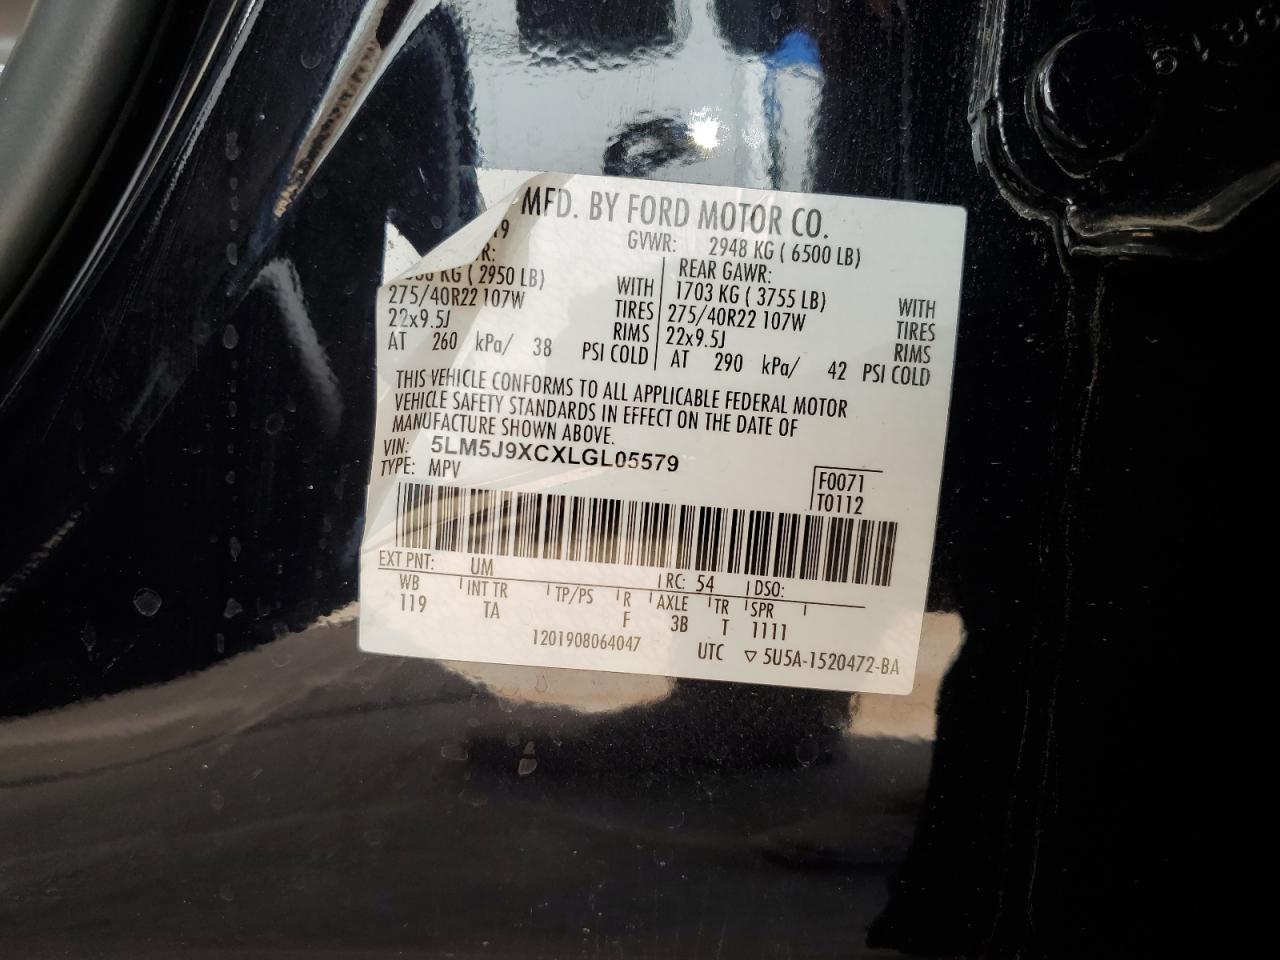 MFD. BY FORD MOTOR CO.
GVWR: 2948 KG ( 6500 LB)
KG ( 2950 LB) WITH
275/40R22 107W TIRES
22x9.5J RIMS
AT 260 kPa/ 38 PSI COLD
REAR GAWR:
1703 KG ( 3755 LB) WITH
275/40R22 107W TIRES
22x9.5J RIMS
AT 290 kPa/ 42 PSI COLD
THIS VEHICLE CONFORMS TO ALL APPLICABLE FEDERAL MOTOR
VEHICLE SAFETY STANDARDS IN EFFECT ON THE DATE OF
MANUFACTURE SHOWN ABOVE.
VIN: 5LM5J9XCXLGL05579
TYPE: MPV
F0071
T0112
EXT PNT: UM RC: 54 DSO:
WB INT TR TP/PS R AXLE TR SPR
119 TA F 3B T 1111
1201908064047 UTC ▽ 5U5A-1520472-BA